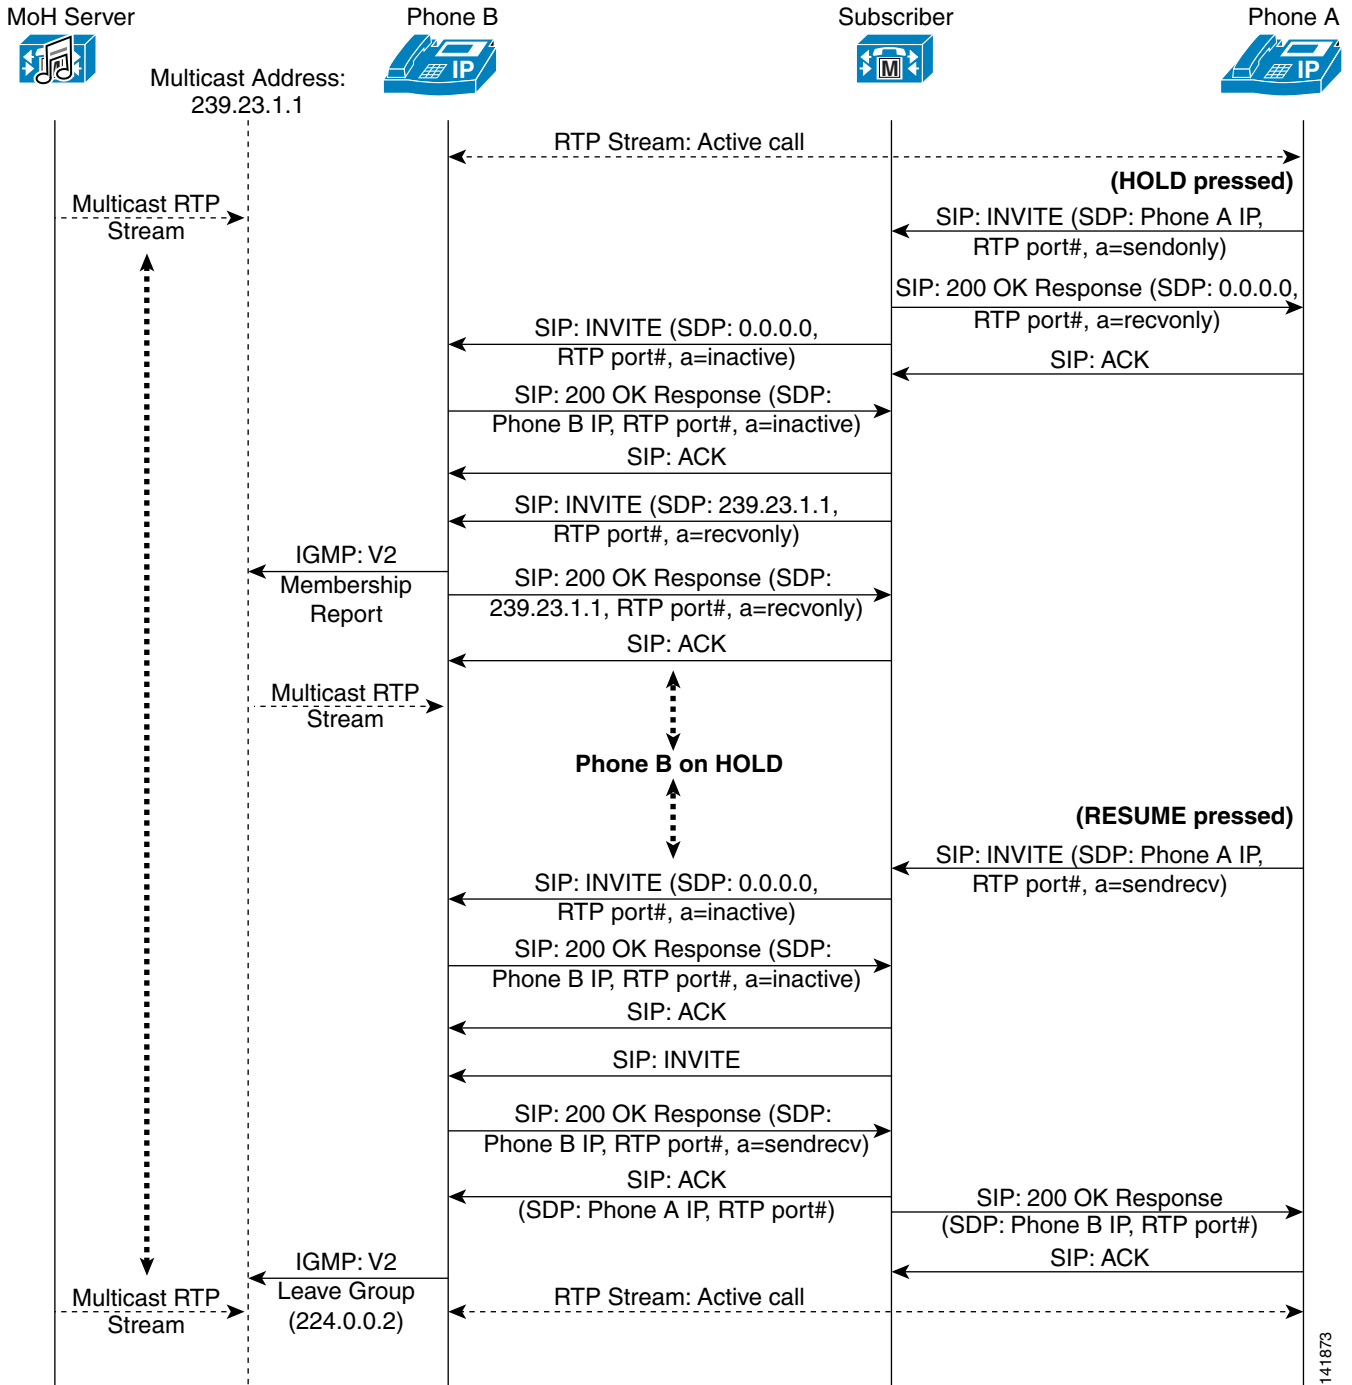 MoH Server
Phone B
Subscriber
Phone A
IP
M
IP
Multicast Address:
239.23.1.1
RTP Stream: Active call
(HOLD pressed)
Multicast RTP
Stream
SIP: INVITE (SDP: Phone A IP,
RTP port#, a=sendonly)
SIP: 200 OK Response (SDP: 0.0.0.0,
RTP port#, a=recvonly)
SIP: INVITE (SDP: 0.0.0.0,
RTP port#, a=inactive)
SIP: ACK
SIP: 200 OK Response (SDP:
Phone B IP, RTP port#, a=inactive)
SIP: ACK
SIP: INVITE (SDP: 239.23.1.1,
RTP port#, a=recvonly)
IGMP: V2
Membership
Report
SIP: 200 OK Response (SDP:
239.23.1.1, RTP port#, a=recvonly)
SIP: ACK
Multicast RTP
Stream
Phone B on HOLD
(RESUME pressed)
SIP: INVITE (SDP: Phone A IP,
RTP port#, a=sendrecv)
SIP: INVITE (SDP: 0.0.0.0,
RTP port#, a=inactive)
SIP: 200 OK Response (SDP:
Phone B IP, RTP port#, a=inactive)
SIP: ACK
SIP: INVITE
SIP: 200 OK Response (SDP:
Phone B IP, RTP port#, a=sendrecv)
SIP: ACK
(SDP: Phone A IP, RTP port#)
SIP: 200 OK Response
(SDP: Phone B IP, RTP port#)
SIP: ACK
IGMP: V2
Leave Group
(224.0.0.2)
Multicast RTP
Stream
RTP Stream: Active call
141873